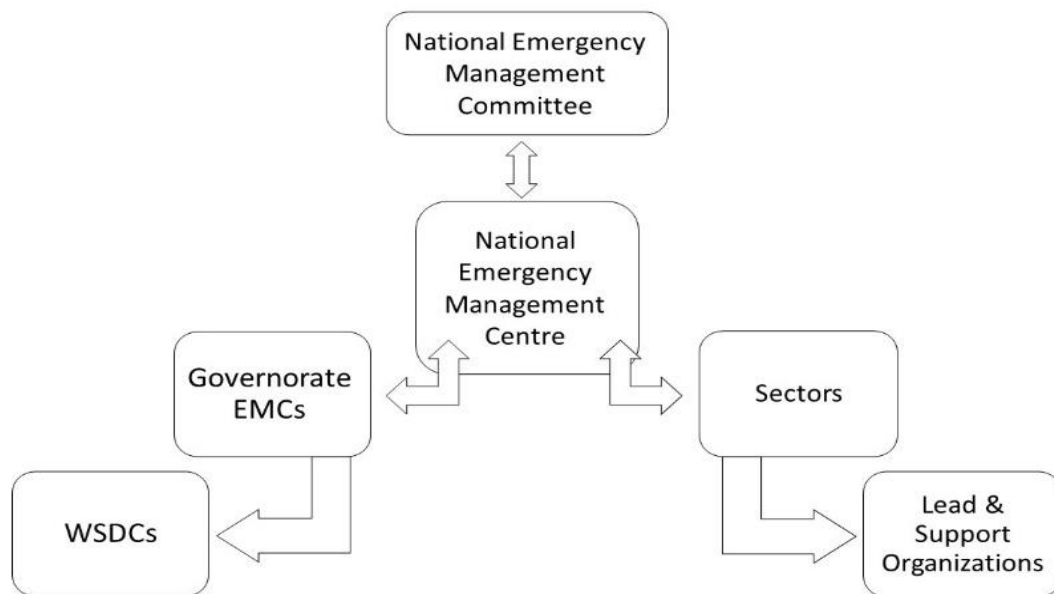 National Emergency
Management
Committee
National
Emergency
Management
Centre
Governorate
EMCs
Sectors
WSDCs
Lead &
Support
Organizations